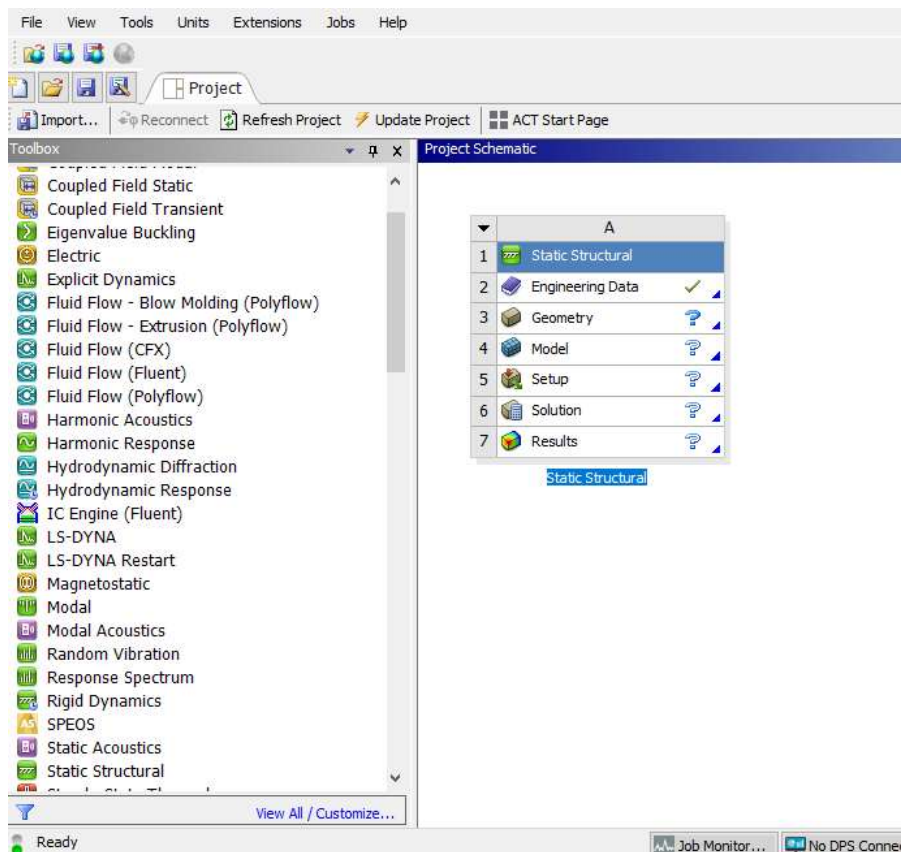 File View Tools Units Extensions Jobs Help
Project
Import... Reconnect Refresh Project Update Project ACT Start Page
Toolbox
Project Schematic
Coupled Field Static
Coupled Field Transient
Eigenvalue Buckling
Electric
Explicit Dynamics
Fluid Flow - Blow Molding (Polyflow)
Fluid Flow - Extrusion (Polyflow)
Fluid Flow (CFX)
Fluid Flow (Fluent)
Fluid Flow (Polyflow)
Harmonic Acoustics
Harmonic Response
Hydrodynamic Diffraction
Hydrodynamic Response
IC Engine (Fluent)
LS-DYNA
LS-DYNA Restart
Magnetostatic
Modal
Modal Acoustics
Random Vibration
Response Spectrum
Rigid Dynamics
SPEOS
Static Acoustics
Static Structural
View All / Customize...
A
1 Static Structural
2 Engineering Data
3 Geometry
4 Model
5 Setup
6 Solution
7 Results
Static Structural
Ready
Job Monitor... No DPS Connec